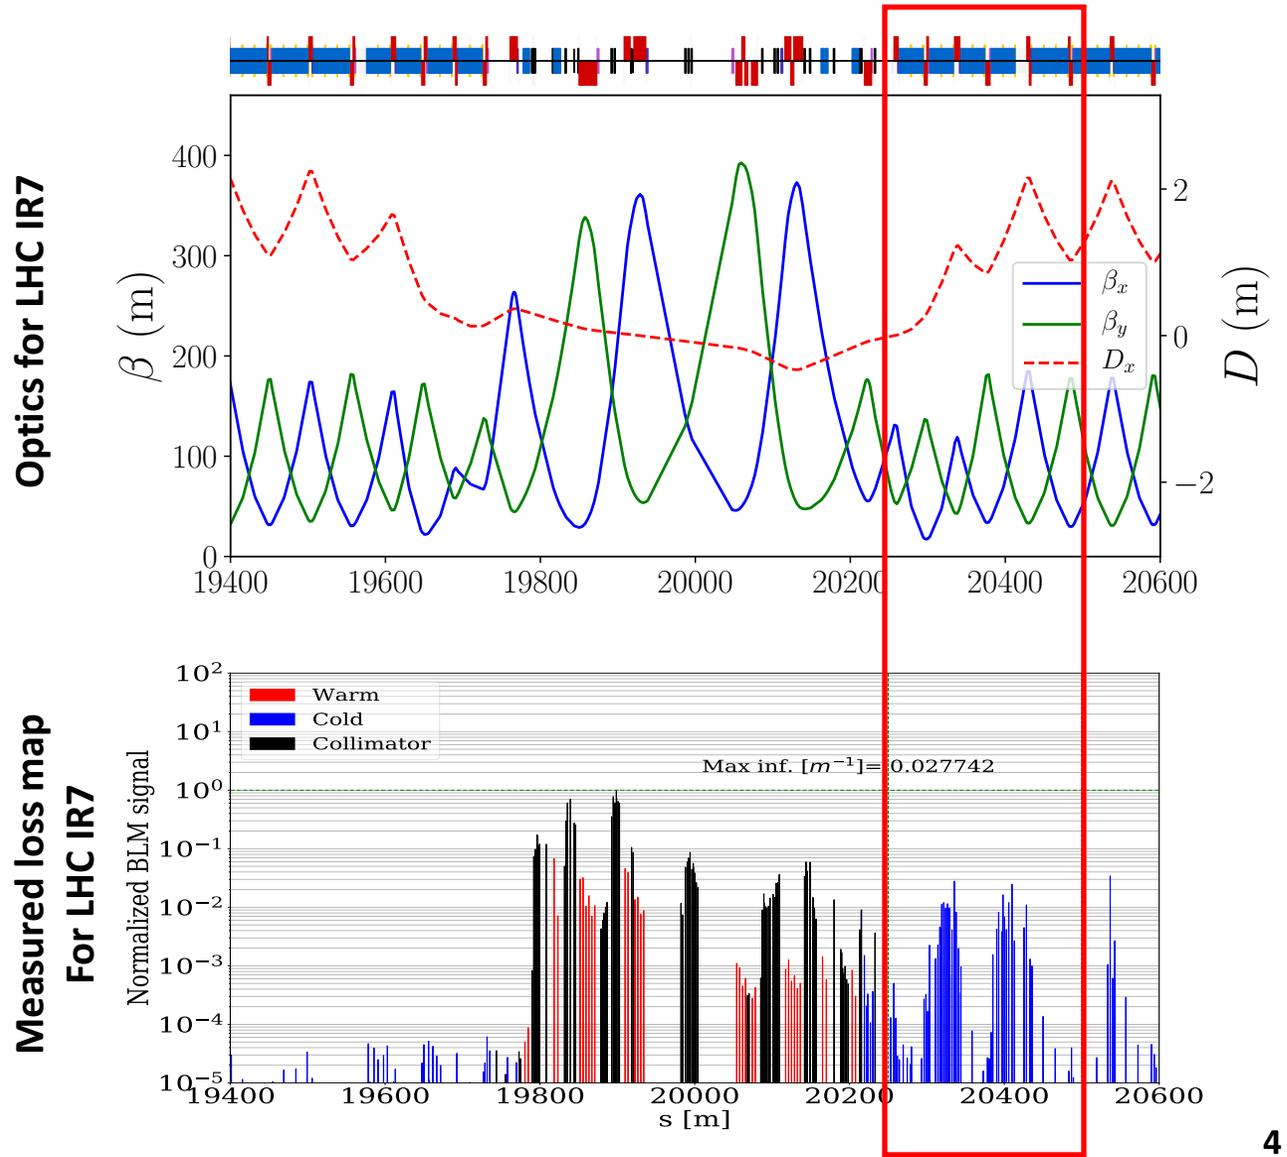 Optics for LHC IR7
β (m)
400
300
200
100
0
2
0
−2
D (m)
βx
βy
Dx
19400 19600 19800 20000 20200 20400 20600
Measured loss map
For LHC IR7
Normalized BLM signal
10²
10¹
10⁰
10⁻¹
10⁻²
10⁻³
10⁻⁴
10⁻⁵
Warm
Cold
Collimator
Max inf. [m⁻¹]= 0.027742
19400 19600 19800 20000 20200 20400 20600
s [m]
4